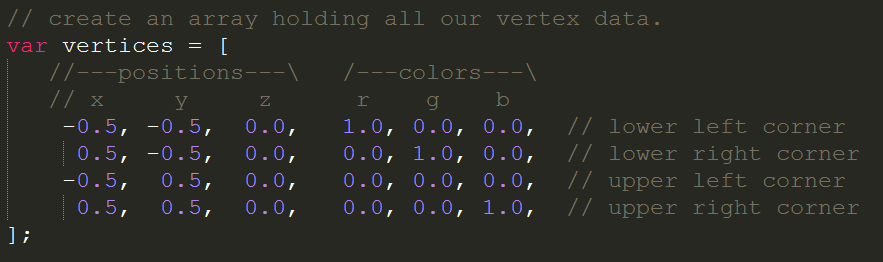 // create an array holding all our vertex data.
var vertices = [
   //---positions---\   /---colors---\
   // x     y     z      r    g    b
    -0.5, -0.5,  0.0,   1.0, 0.0, 0.0,  // lower left corner
     0.5, -0.5,  0.0,   0.0, 1.0, 0.0,  // lower right corner
    -0.5,  0.5,  0.0,   0.0, 0.0, 0.0,  // upper left corner
     0.5,  0.5,  0.0,   0.0, 0.0, 1.0,  // upper right corner
];